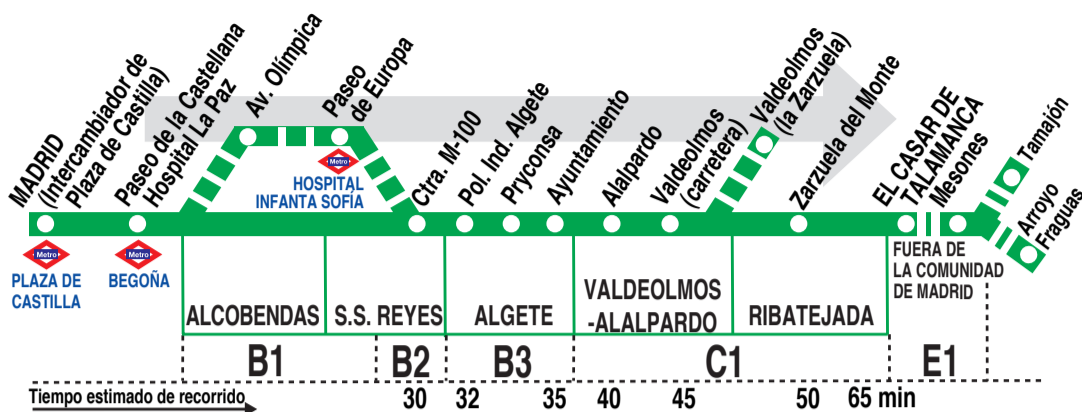 MADRID
(Intercambiador de
Plaza de Castilla)
Paseo de la Castellana
Hospital La Paz
Av. Olímpica
Paseo
de Europa
Ctra. M-100
Pol. Ind. Algete
Pryconsa
Ayuntamiento
Alalpardo
Valdeolmos
(carretera)
Valdeolmos
(la Zarzuela)
Zarzuela del Monte
EL CASAR DE
TALAMANCA
Mesones
Tamajón
Arroyo
Fraguas
Metro
PLAZA DE
CASTILLA
Metro
BEGOÑA
Metro
HOSPITAL
INFANTA SOFÍA
FUERA DE
LA COMUNIDAD
DE MADRID
ALCOBENDAS
S.S. REYES
ALGETE
VALDEOLMOS
-ALALPARDO
RIBATEJADA
B1 B2 B3 C1 E1
Tiempo estimado de recorrido 30 32 35 40 45 50 65 min